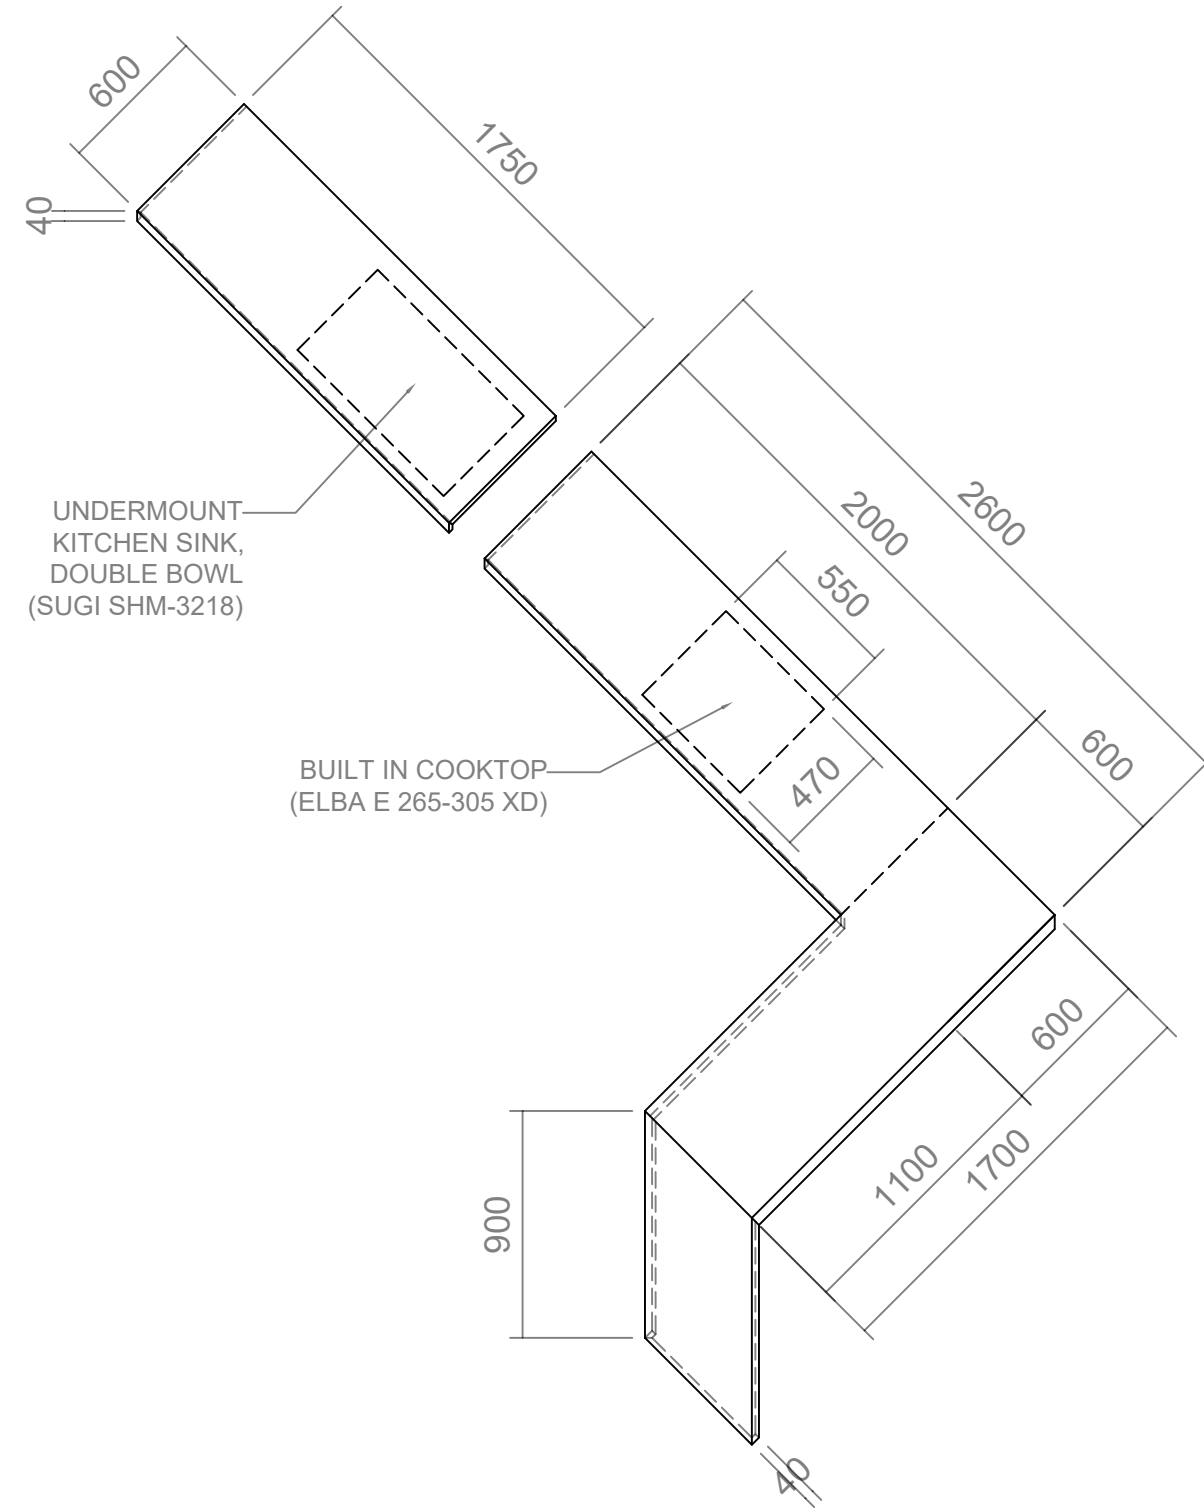 600
1750
40
UNDERMOUNT
KITCHEN SINK,
DOUBLE BOWL
(SUGI SHM-3218)
2600
2000
550
600
BUILT IN COOKTOP
(ELBA E 265-305 XD)
470
600
1100
1700
900
40